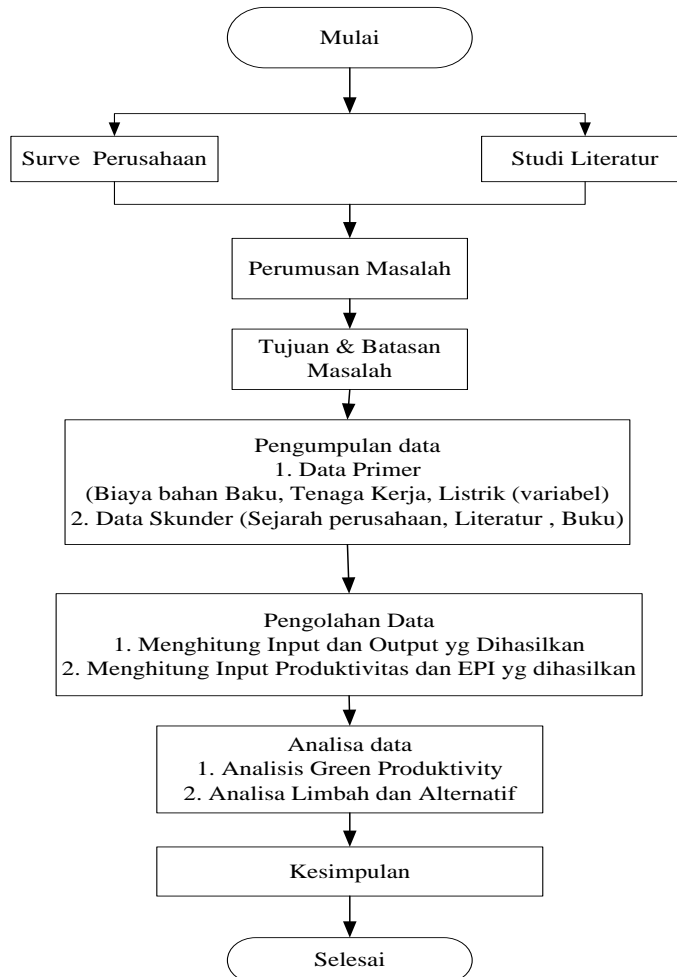 Mulai
Surve Perusahaan
Studi Literatur
Perumusan Masalah
Tujuan & Batasan
Masalah
Pengumpulan data
1. Data Primer
(Biaya bahan Baku, Tenaga Kerja, Listrik (variabel)
2. Data Skunder (Sejarah perusahaan, Literatur , Buku)
Pengolahan Data
1. Menghitung Input dan Output yg Dihasilkan
2. Menghitung Input Produktivitas dan EPI yg dihasilkan
Analisa data
1. Analisis Green Produktivity
2. Analisa Limbah dan Alternatif
Kesimpulan
Selesai